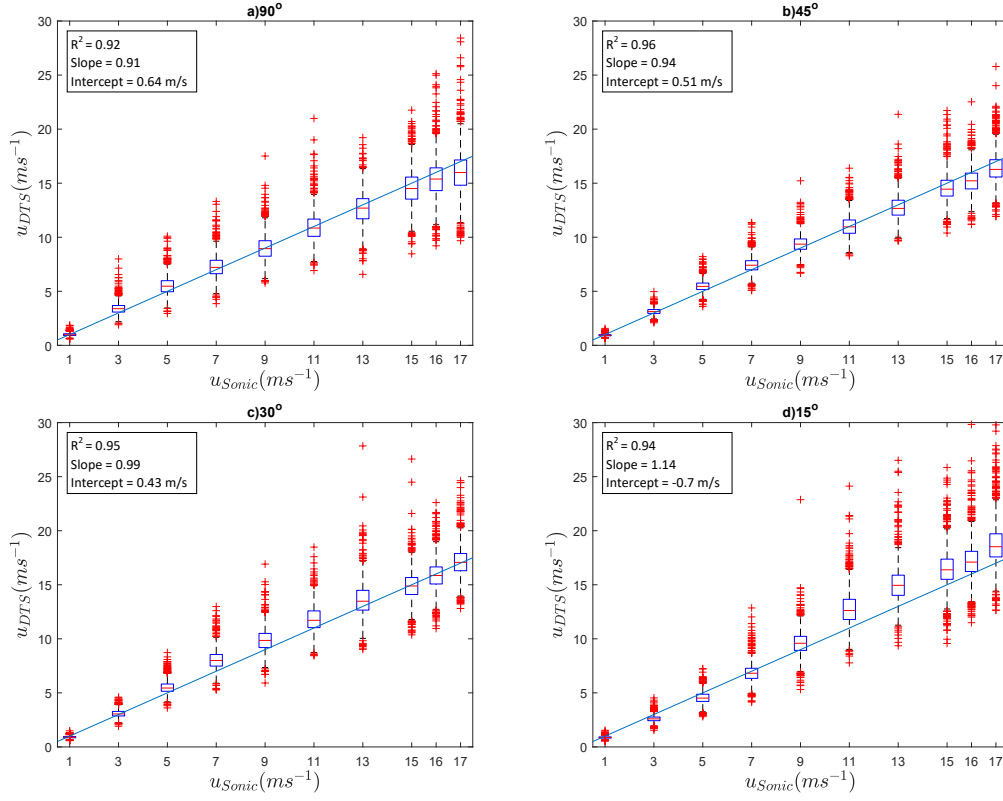 a)90°
R² = 0.92
Slope = 0.91
Intercept = 0.64 m/s
30
25
20
15
10
5
0
u_DTS(ms⁻¹)
1 3 5 7 9 11 13 15 16 17
u_Sonic(ms⁻¹)
b)45°
R² = 0.96
Slope = 0.94
Intercept = 0.51 m/s
30
25
20
15
10
5
0
u_DTS(ms⁻¹)
1 3 5 7 9 11 13 15 16 17
u_Sonic(ms⁻¹)
c)30°
R² = 0.95
Slope = 0.99
Intercept = 0.43 m/s
30
25
20
15
10
5
0
u_DTS(ms⁻¹)
1 3 5 7 9 11 13 15 16 17
u_Sonic(ms⁻¹)
d)15°
R² = 0.94
Slope = 1.14
Intercept = -0.7 m/s
30
25
20
15
10
5
0
u_DTS(ms⁻¹)
1 3 5 7 9 11 13 15 16 17
u_Sonic(ms⁻¹)